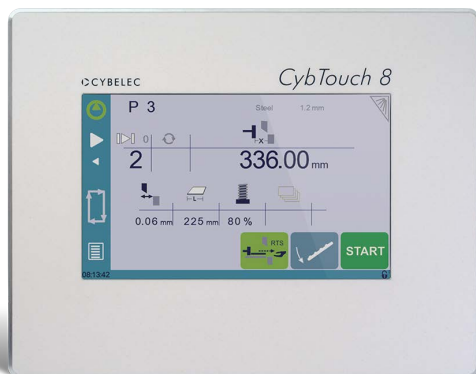 CYBELEC
CybTouch 8
P 3
Steel 1.2 mm
0
2
X
336.00 mm
L
0.06 mm 225 mm 80 %
RTS
START
08:13:42